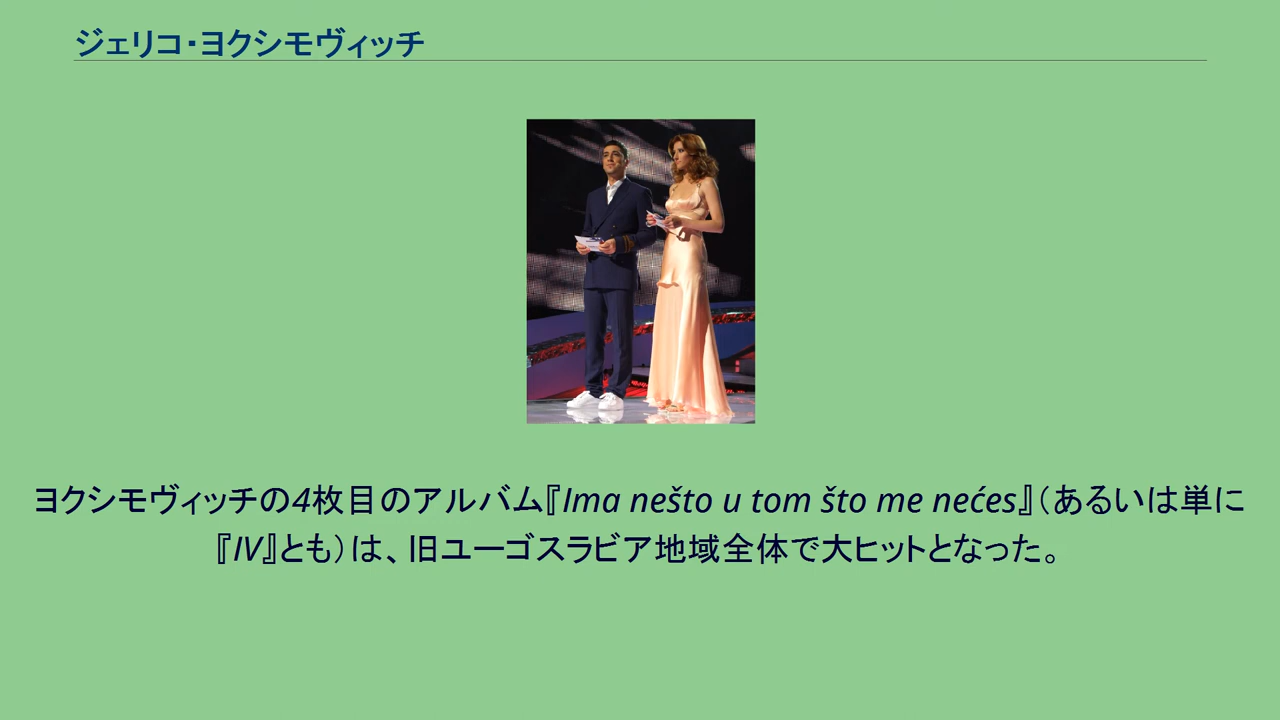 ジェリコ・ヨクシモヴィッチ
ヨクシモヴィッチの4枚目のアルバム『Ima nešto u tom što me nećes』（あるいは単に
『IV』とも）は、旧ユーゴスラビア地域全体で大ヒットとなった。